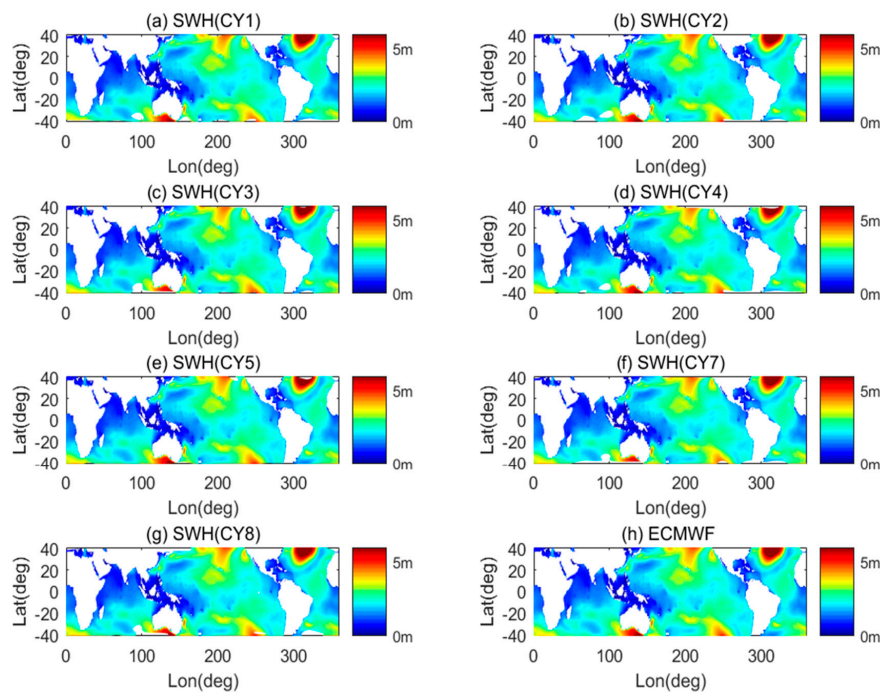 (a) SWH(CY1)
Lat(deg)
40
20
0
-20
-40
0
100
200
300
Lon(deg)
5m
0m
(b) SWH(CY2)
Lat(deg)
40
20
0
-20
-40
0
100
200
300
Lon(deg)
5m
0m
(c) SWH(CY3)
Lat(deg)
40
20
0
-20
-40
0
100
200
300
Lon(deg)
5m
0m
(d) SWH(CY4)
Lat(deg)
40
20
0
-20
-40
0
100
200
300
Lon(deg)
5m
0m
(e) SWH(CY5)
Lat(deg)
40
20
0
-20
-40
0
100
200
300
Lon(deg)
5m
0m
(f) SWH(CY7)
Lat(deg)
40
20
0
-20
-40
0
100
200
300
Lon(deg)
5m
0m
(g) SWH(CY8)
Lat(deg)
40
20
0
-20
-40
0
100
200
300
Lon(deg)
5m
0m
(h) ECMWF
Lat(deg)
40
20
0
-20
-40
0
100
200
300
Lon(deg)
5m
0m